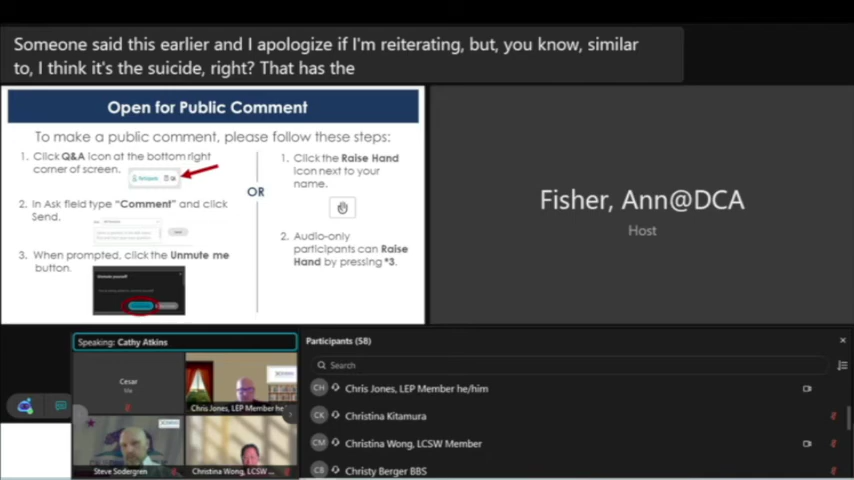 Someone said this earlier and I apologize if I'm reiterating, but, you know, similar
to, I think it's the suicide, right? That has the
Open for Public Comment
To make a public comment, please follow these steps:
1. Click Q&A icon at the bottom right
corner of screen.
2. In Ask field type “Comment” and click
Send.
3. When prompted, click the Unmute me
button.
OR
1. Click the Raise Hand
icon next to your
name.
2. Audio-only
participants can Raise
Hand by pressing *3.
Fisher, Ann@DCA
Host
Speaking: Cathy Atkins
Cesar
Chris Jones, LEP Member he
Steve Sodergren
Christina Wong, LCSW ...
Participants (58)
Search
CH Chris Jones, LEP Member he/him
CK Christina Kitamura
CM Christina Wong, LCSW Member
CB Christy Berger BBS